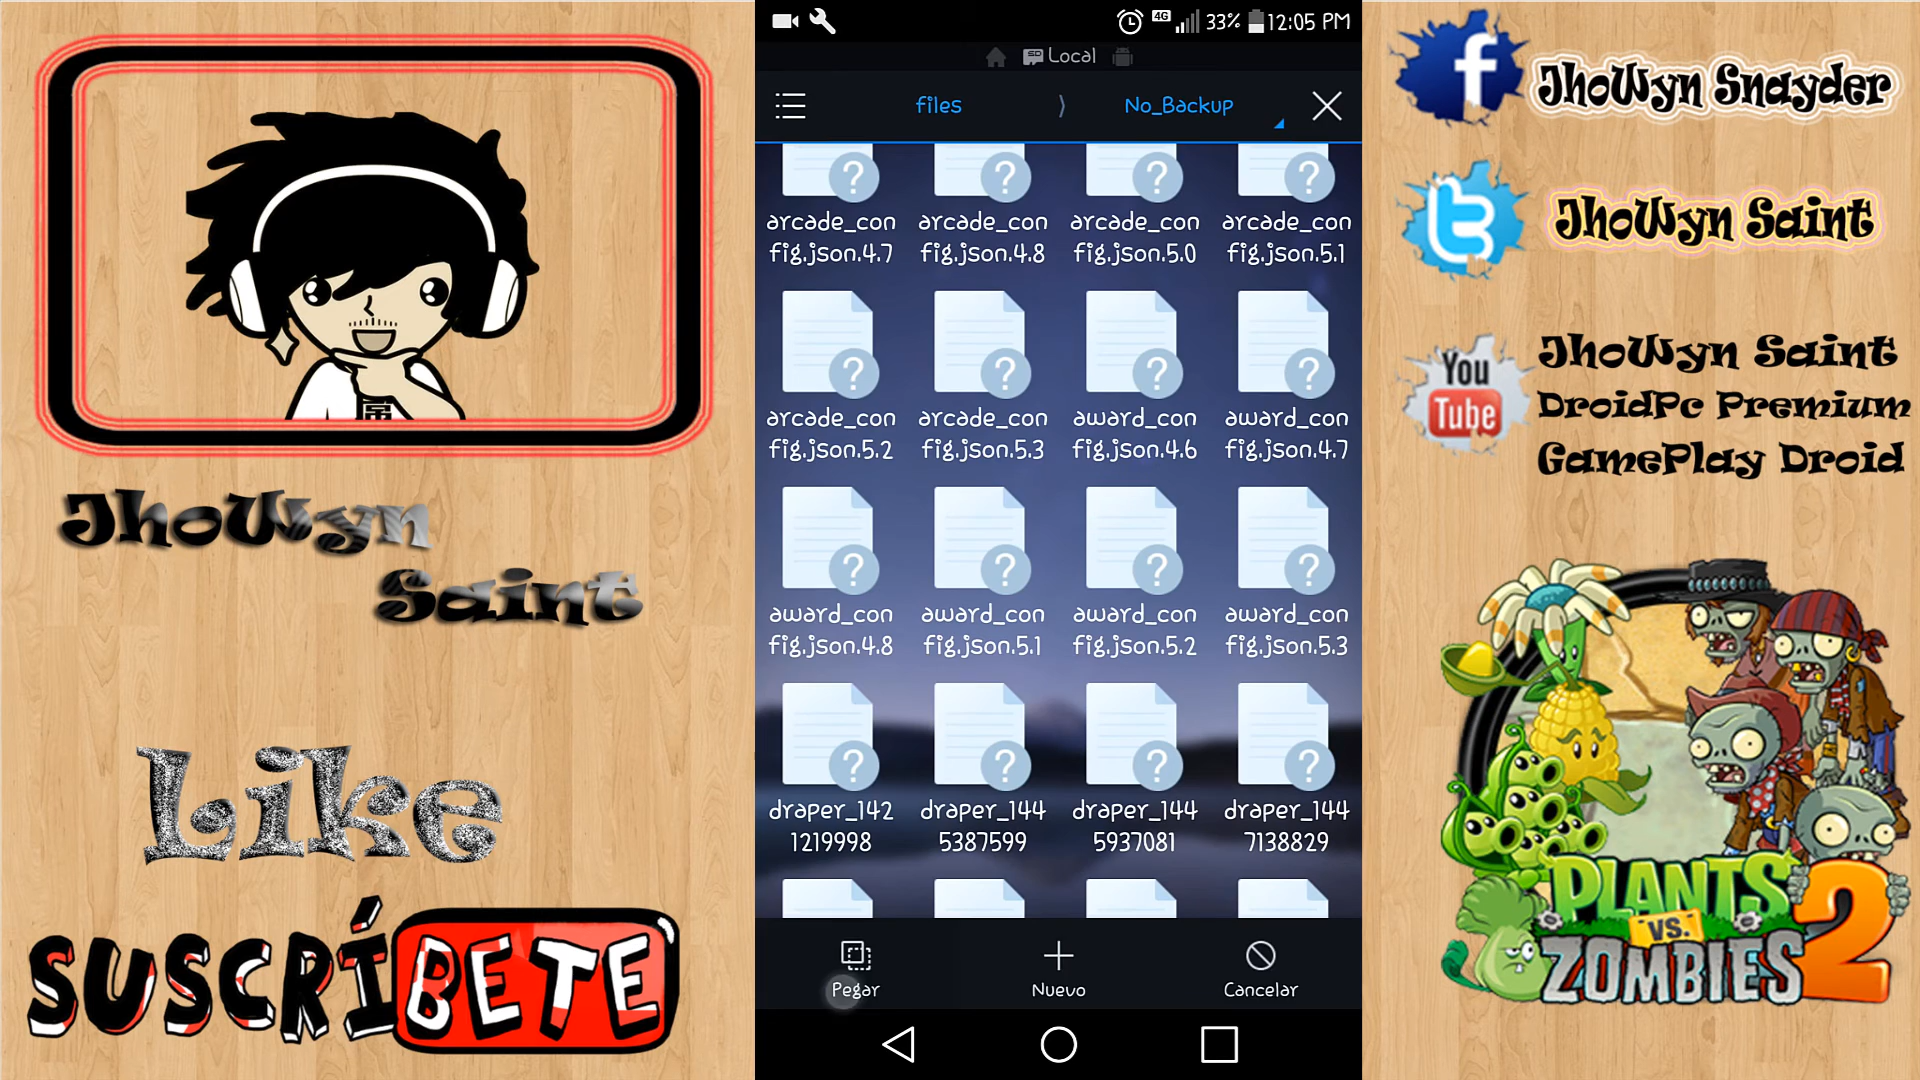 4G 33% 12:05 PM
Local
files
No_Backup
arcade_con
fig.json.4.7
arcade_con
fig.json.4.8
arcade_con
fig.json.5.0
arcade_con
fig.json.5.1
arcade_con
fig.json.5.2
arcade_con
fig.json.5.3
award_con
fig.json.4.6
award_con
fig.json.4.7
award_con
fig.json.4.8
award_con
fig.json.5.1
award_con
fig.json.5.2
award_con
fig.json.5.3
draper_142
1219998
draper_144
5387599
draper_144
5937081
draper_144
7138829
Pegar
Nuevo
Cancelar
JhoWyn
Saint
Like
SUSCRÍBETE
f
JhoWyn Snayder
t
JhoWyn Saint
You
Tube
JhoWyn Saint
DroidPc Premium
GamePlay Droid
PLANTS
VS.
ZOMBIES 2